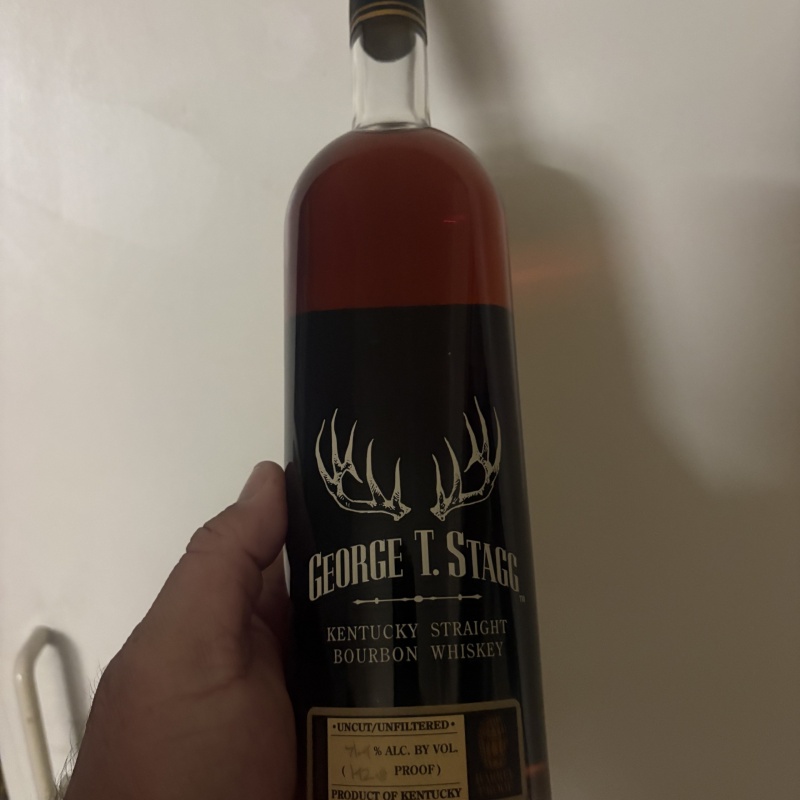 GEORGE T. STAGG
KENTUCKY STRAIGHT
BOURBON WHISKEY
•UNCUT/UNFILTERED•
% ALC. BY VOL.
( PROOF)
PRODUCT OF KENTUCKY